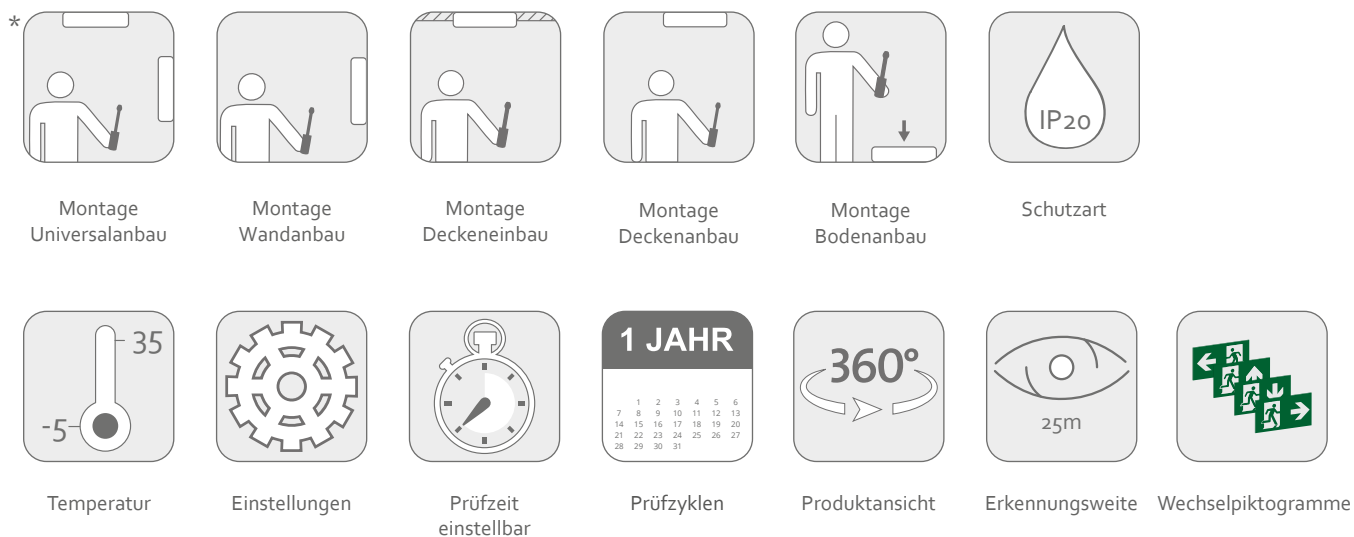 *
IP20
Montage
Universalanbau
Montage
Wandanbau
Montage
Deckeneinbau
Montage
Deckenanbau
Montage
Bodenanbau
Schutzart
35
-5
1 JAHR
1 2 3 4 5 6
7 8 9 10 11 12 13
14 15 16 17 18 19 20
21 22 23 24 25 26 27
28 29 30 31
360°
25m
Temperatur
Einstellungen
Prüfzeit
einstellbar
Prüfzyklen
Produktansicht
Erkennungsweite
Wechselpiktogramme